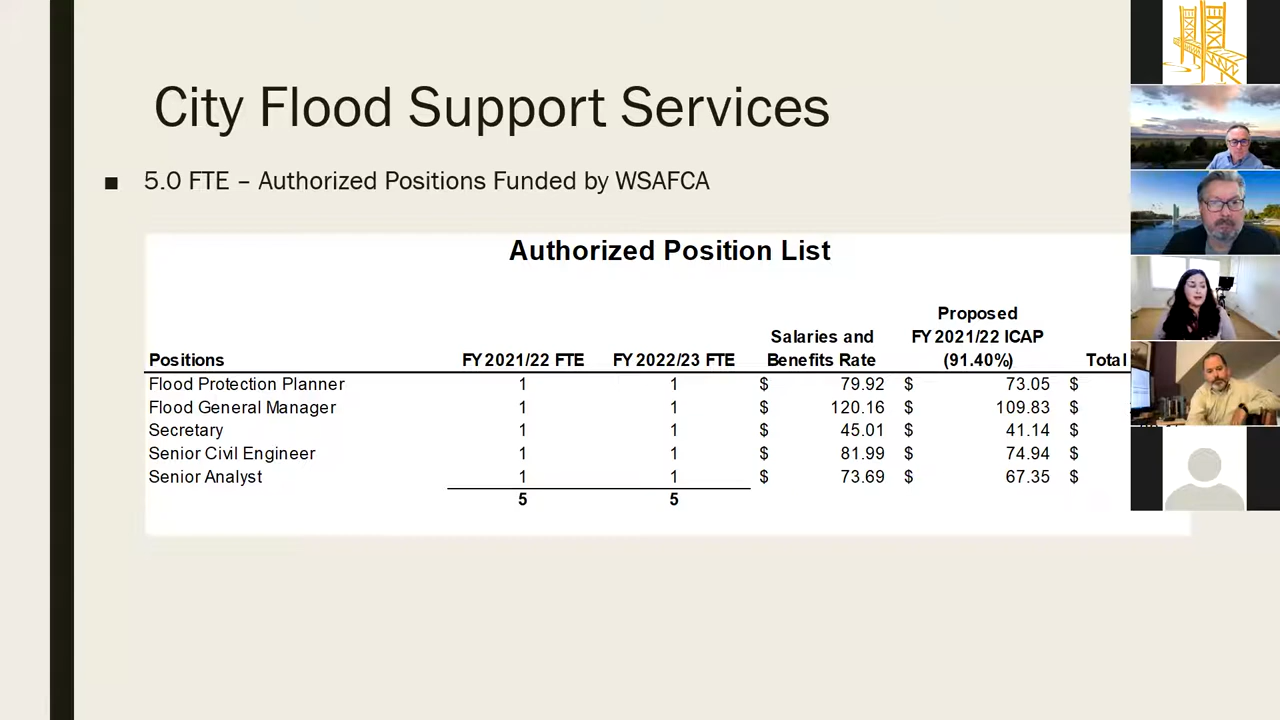 City Flood Support Services
■ 5.0 FTE – Authorized Positions Funded by WSAFCA
Authorized Position List
Positions FY 2021/22 FTE FY 2022/23 FTE Salaries and Benefits Rate Proposed FY 2021/22 ICAP (91.40%) Total
Flood Protection Planner 1 1 $ 79.92 $ 73.05 $
Flood General Manager 1 1 $ 120.16 $ 109.83 $
Secretary 1 1 $ 45.01 $ 41.14 $
Senior Civil Engineer 1 1 $ 81.99 $ 74.94 $
Senior Analyst 1 1 $ 73.69 $ 67.35 $
5 5